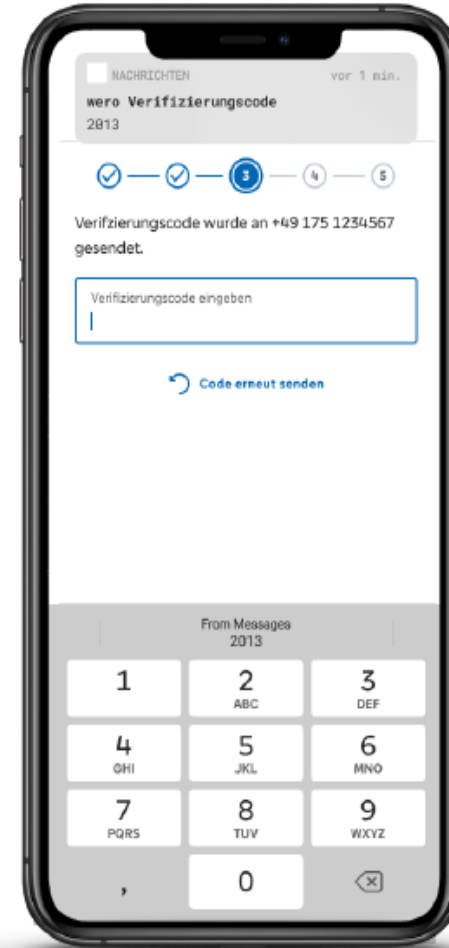 NACHRICHTEN vor 1 min.
wero Verifizierungscode
2013
3 4 5
Verifzierungscode wurde an +49 175 1234567
gesendet.
Verifizierungscode eingeben
Code erneut senden
From Messages
2013
1 2 3
ABC DEF
4 5 6
GHI JKL MNO
7 8 9
PQRS TUV WXYZ
, 0